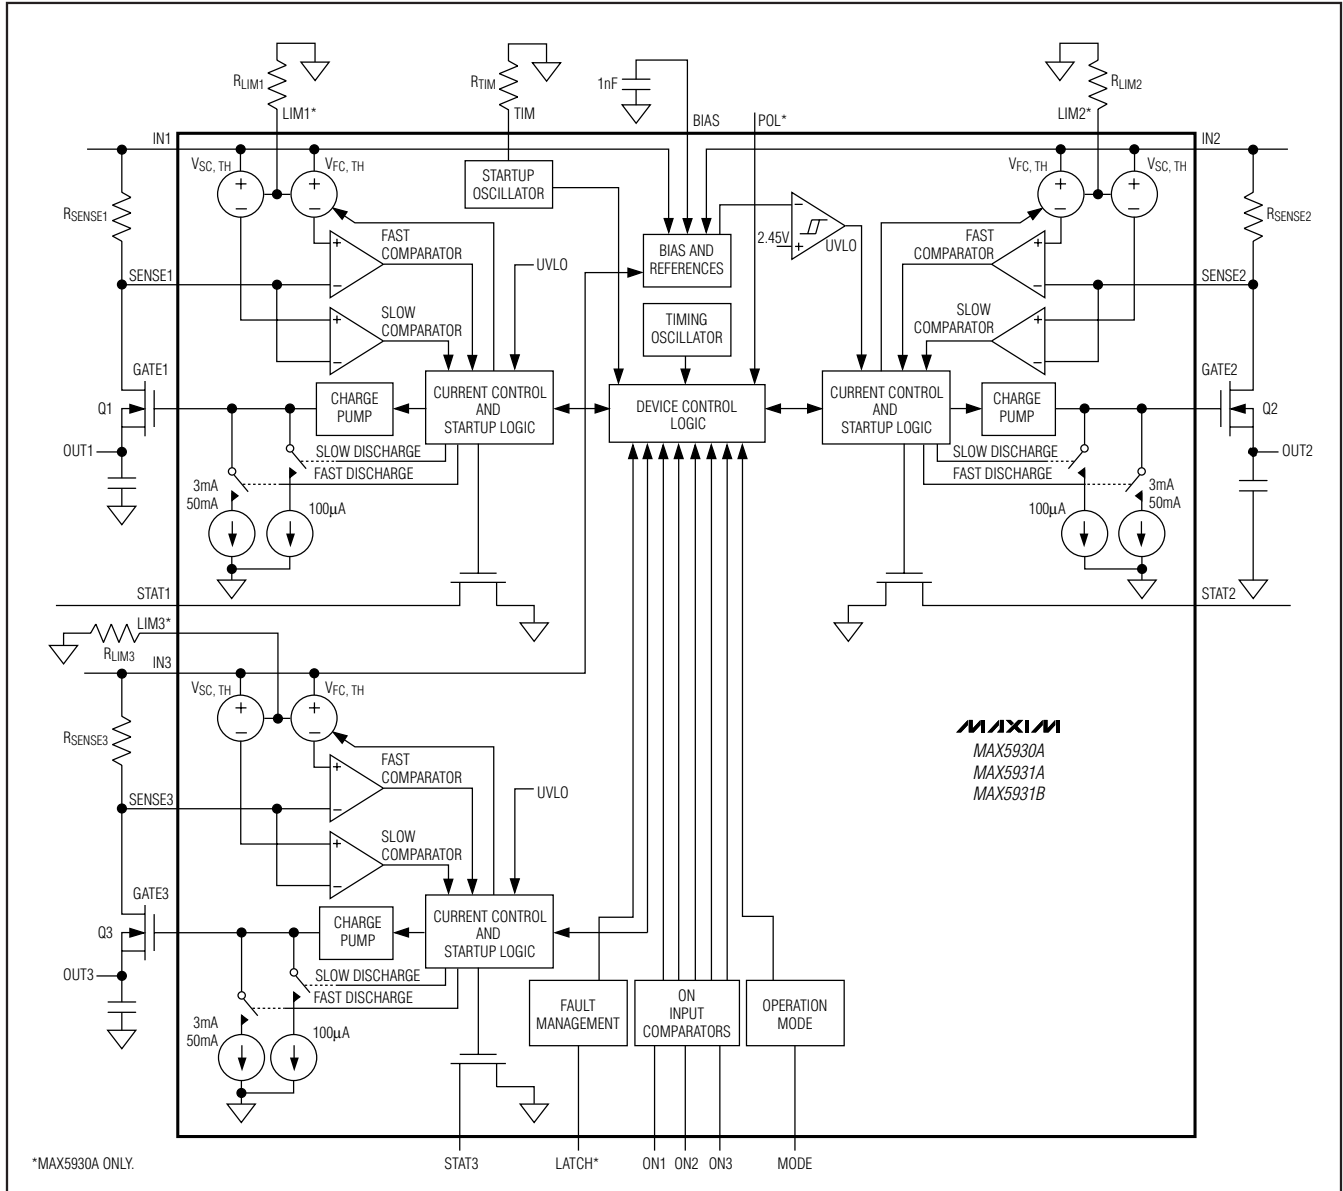 RLIM1
LIM1*
RTIM
TIM
1nF
BIAS
POL*
RLIM2
LIM2*
IN1
IN2
VSC, TH
VFC, TH
STARTUP
OSCILLATOR
VFC, TH
VSC, TH
RSENSE1
RSENSE2
FAST
COMPARATOR
UVLO
BIAS AND
REFERENCES
2.45V
UVLO
FAST
COMPARATOR
SENSE1
SENSE2
SLOW
COMPARATOR
TIMING
OSCILLATOR
SLOW
COMPARATOR
GATE1
GATE2
Q1
CHARGE
PUMP
CURRENT CONTROL
AND
STARTUP LOGIC
DEVICE CONTROL
LOGIC
CURRENT CONTROL
AND
STARTUP LOGIC
CHARGE
PUMP
Q2
OUT1
OUT2
SLOW DISCHARGE
FAST DISCHARGE
SLOW DISCHARGE
FAST DISCHARGE
3mA
50mA
100µA
100µA
3mA
50mA
STAT1
STAT2
LIM3*
RLIM3
IN3
VSC, TH
VFC, TH
RSENSE3
FAST
COMPARATOR
UVLO
SENSE3
SLOW
COMPARATOR
MAXIM
MAX5930A
MAX5931A
MAX5931B
GATE3
Q3
CHARGE
PUMP
CURRENT CONTROL
AND
STARTUP LOGIC
OUT3
SLOW DISCHARGE
FAST DISCHARGE
3mA
50mA
100µA
FAULT
MANAGEMENT
ON
INPUT
COMPARATORS
OPERATION
MODE
*MAX5930A ONLY.
STAT3
LATCH*
ON1
ON2
ON3
MODE